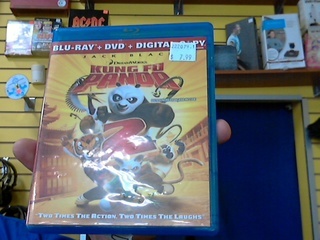 AC/DC
BLU-RAY + DVD + DIGITAL COPY
$ 7.99
JACK BLACK
DREAMWORKS
KUNG FU
PANDA
2
TWO TIMES THE ACTION, TWO TIMES THE LAUGHS